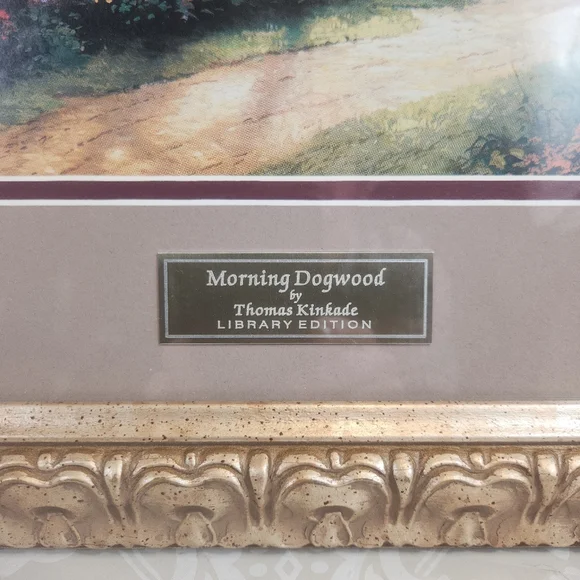 Morning Dogwood
by
Thomas Kinkade
LIBRARY EDITION